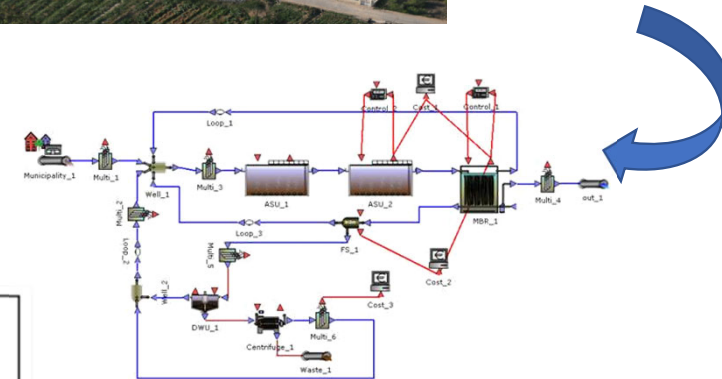 Control_2
Cost_1
Control_1
Loop_1
Municipality_1
Multi_1
Well_1
Multi_3
ASU_1
ASU_2
MBR_1
Multi_4
out_1
Multi_2
Loop_3
FS_1
Loop_2
Multi_5
Cost_2
Well_2
Cost_3
DWU_1
Centrifuge_1
Multi_6
Waste_1